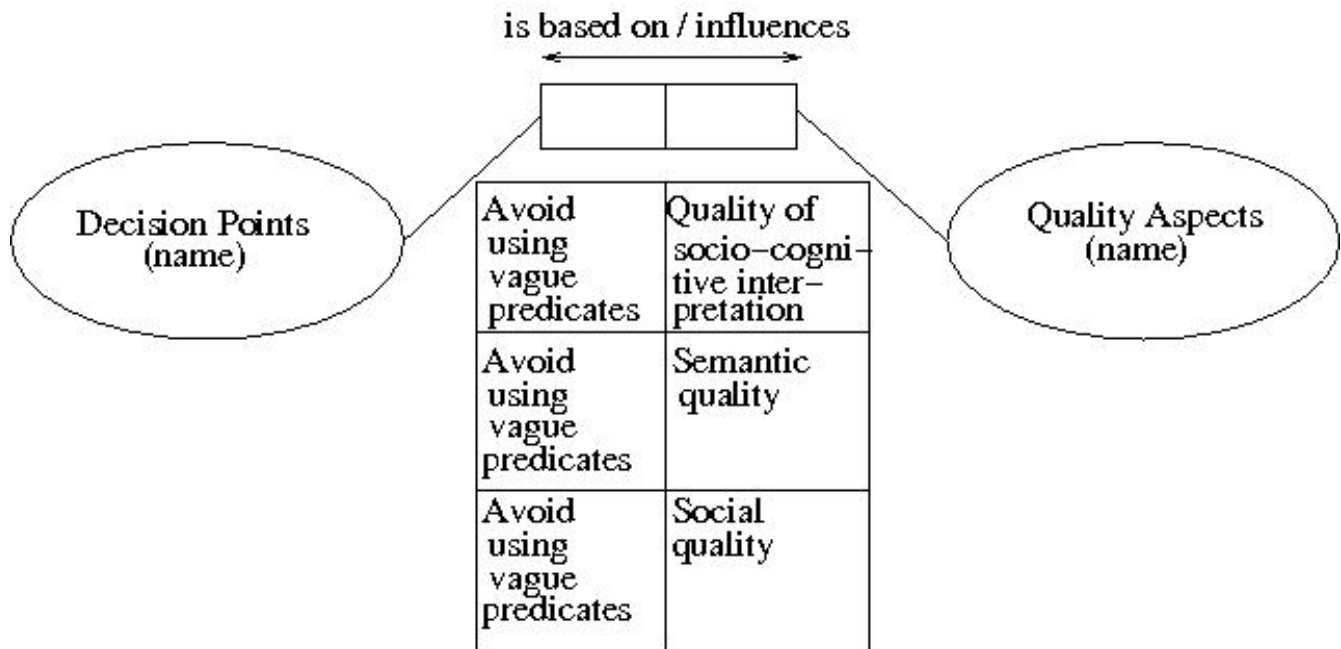 is based on / influences
Decision Points
(name)
Quality Aspects
(name)
Avoid
using
vague
predicates
Quality of
socio-cogni-
tive inter-
pretation
Avoid
using
vague
predicates
Semantic
quality
Avoid
using
vague
predicates
Social
quality